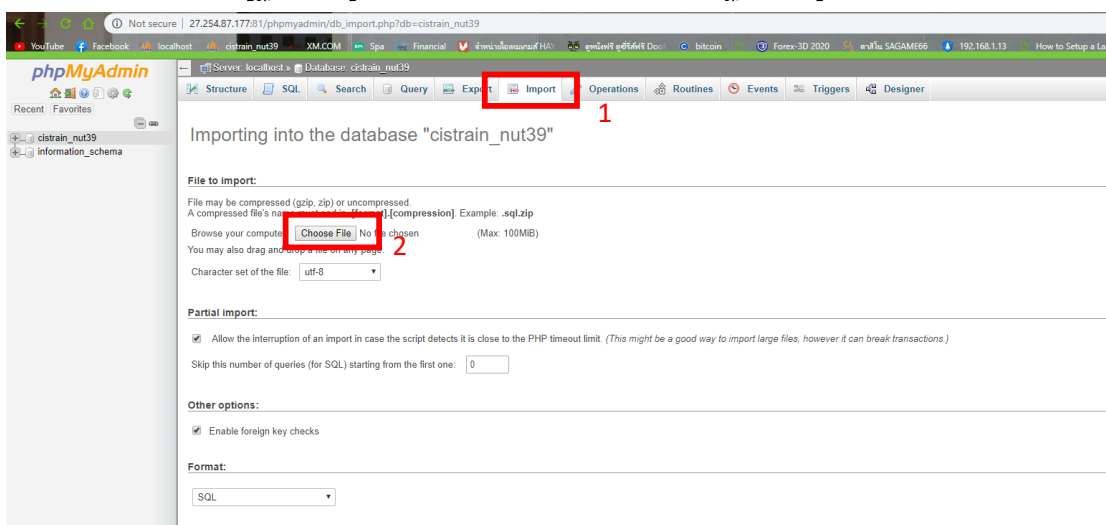 Not secure 27.254.87.177:81/phpmyadmin/db_import.php?db=cistrain_nut39
YouTube Facebook localhost cistrain_nut39 XM.COM Spa Financial bitcoin Forex-3D 2020 คาสิโน SAGAME66 192.168.1.13 How to Setup a La
phpMyAdmin
Recent Favorites
cistrain_nut39
information_schema
Server: localhost » Database: cistrain_nut39
Structure SQL Search Query Export Import Operations Routines Events Triggers Designer
1
Importing into the database "cistrain_nut39"
File to import:
File may be compressed (gzip, zip) or uncompressed.
A compressed file's name must end in .[format].[compression]. Example: .sql.zip
Browse your computer: Choose File No file chosen (Max: 100MiB)
2
You may also drag and drop a file on any page.
Character set of the file: utf-8
Partial import:
Allow the interruption of an import in case the script detects it is close to the PHP timeout limit. (This might be a good way to import large files, however it can break transactions.)
Skip this number of queries (for SQL) starting from the first one: 0
Other options:
Enable foreign key checks
Format:
SQL